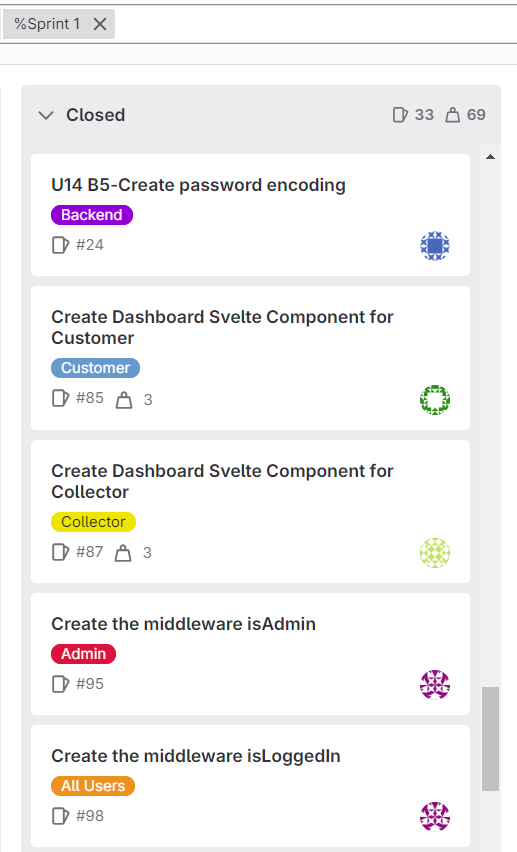 %Sprint 1
Closed 33 69
U14 B5-Create password encoding
Backend
#24
Create Dashboard Svelte Component for
Customer
Customer
#85 3
Create Dashboard Svelte Component for
Collector
Collector
#87 3
Create the middleware isAdmin
Admin
#95
Create the middleware isLoggedIn
All Users
#98